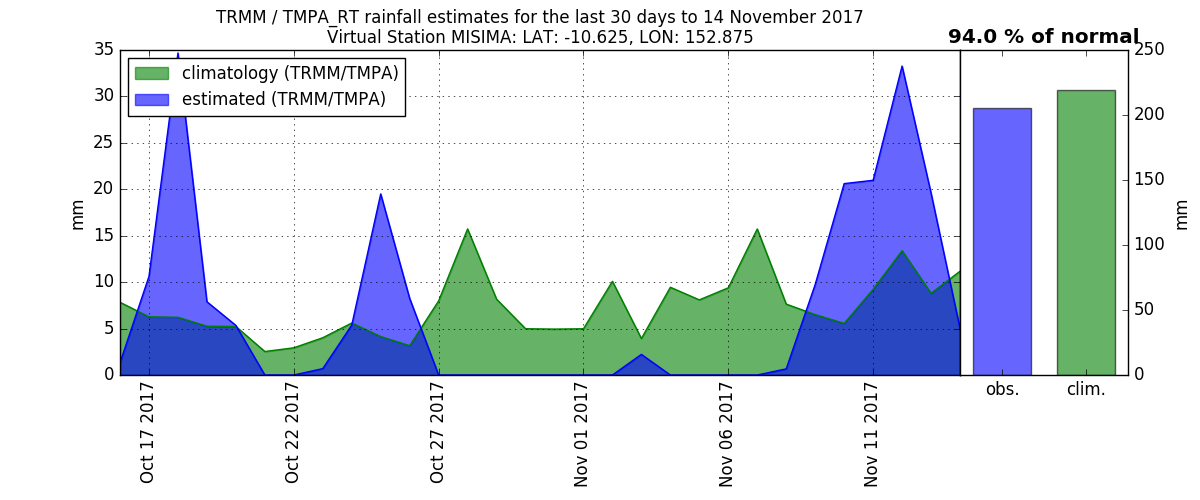 TRMM / TMPA_RT rainfall estimates for the last 30 days to 14 November 2017
Virtual Station MISIMA: LAT: -10.625, LON: 152.875
94.0 % of normal
climatology (TRMM/TMPA)
estimated (TRMM/TMPA)
mm
35
30
25
20
15
10
5
0
Oct 17 2017
Oct 22 2017
Oct 27 2017
Nov 01 2017
Nov 06 2017
Nov 11 2017
obs.
clim.
250
200
150
100
50
0
mm